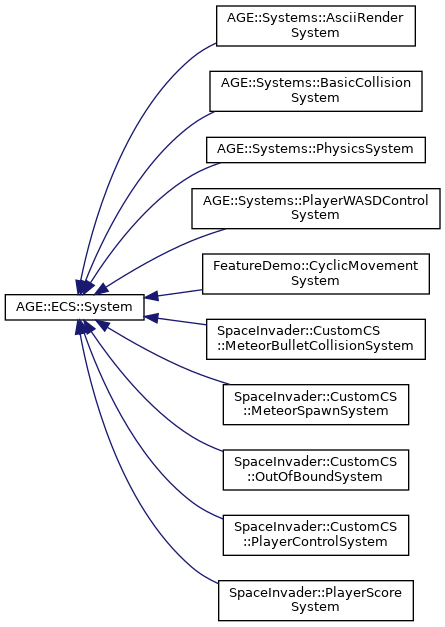 AGE::Systems::AsciiRender
System
AGE::Systems::BasicCollision
System
AGE::Systems::PhysicsSystem
AGE::Systems::PlayerWASDControl
System
FeatureDemo::CyclicMovement
System
AGE::ECS::System
SpaceInvader::CustomCS
::MeteorBulletCollisionSystem
SpaceInvader::CustomCS
::MeteorSpawnSystem
SpaceInvader::CustomCS
::OutOfBoundSystem
SpaceInvader::CustomCS
::PlayerControlSystem
SpaceInvader::PlayerScore
System